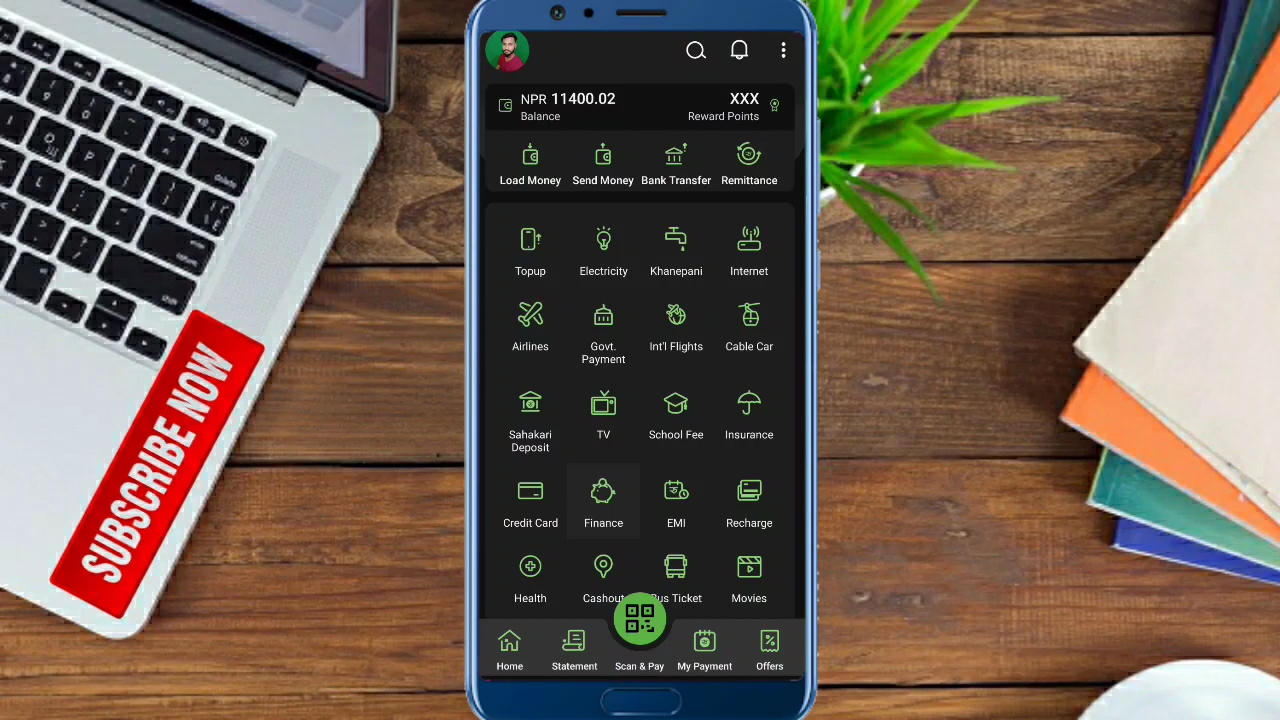 NPR 11400.02
Balance
XXX
Reward Points
Load Money
Send Money
Bank Transfer
Remittance
Topup
Electricity
Khanepani
Internet
Airlines
Govt.
Payment
Int'l Flights
Cable Car
Sahakari
Deposit
TV
School Fee
Insurance
Credit Card
Finance
EMI
Recharge
Health
Cashout
Bus Ticket
Movies
Home
Statement
Scan & Pay
My Payment
Offers
SUBSCRIBE NOW